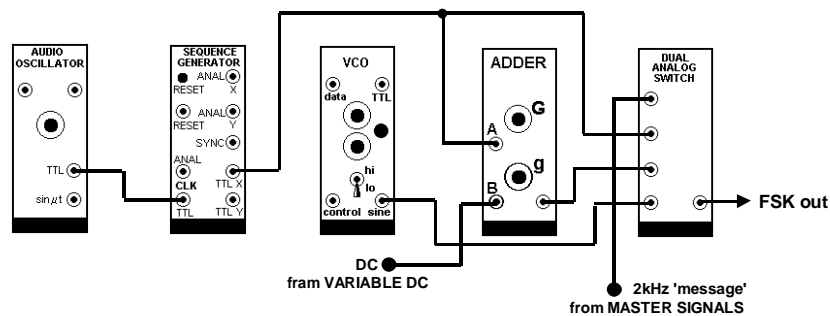 AUDIO
OSCILLATOR
TTL
sinµt
SEQUENCE
GENERATOR
ANAL
RESET
X
ANAL
RESET
Y
SYNC
ANAL
CLK
TTL X
TTL
TTL Y
VCO
data
TTL
hi
lo
control
sine
ADDER
G
A
g
B
DUAL
ANALOG
SWITCH
FSK out
DC
fram VARIABLE DC
2kHz 'message'
from MASTER SIGNALS